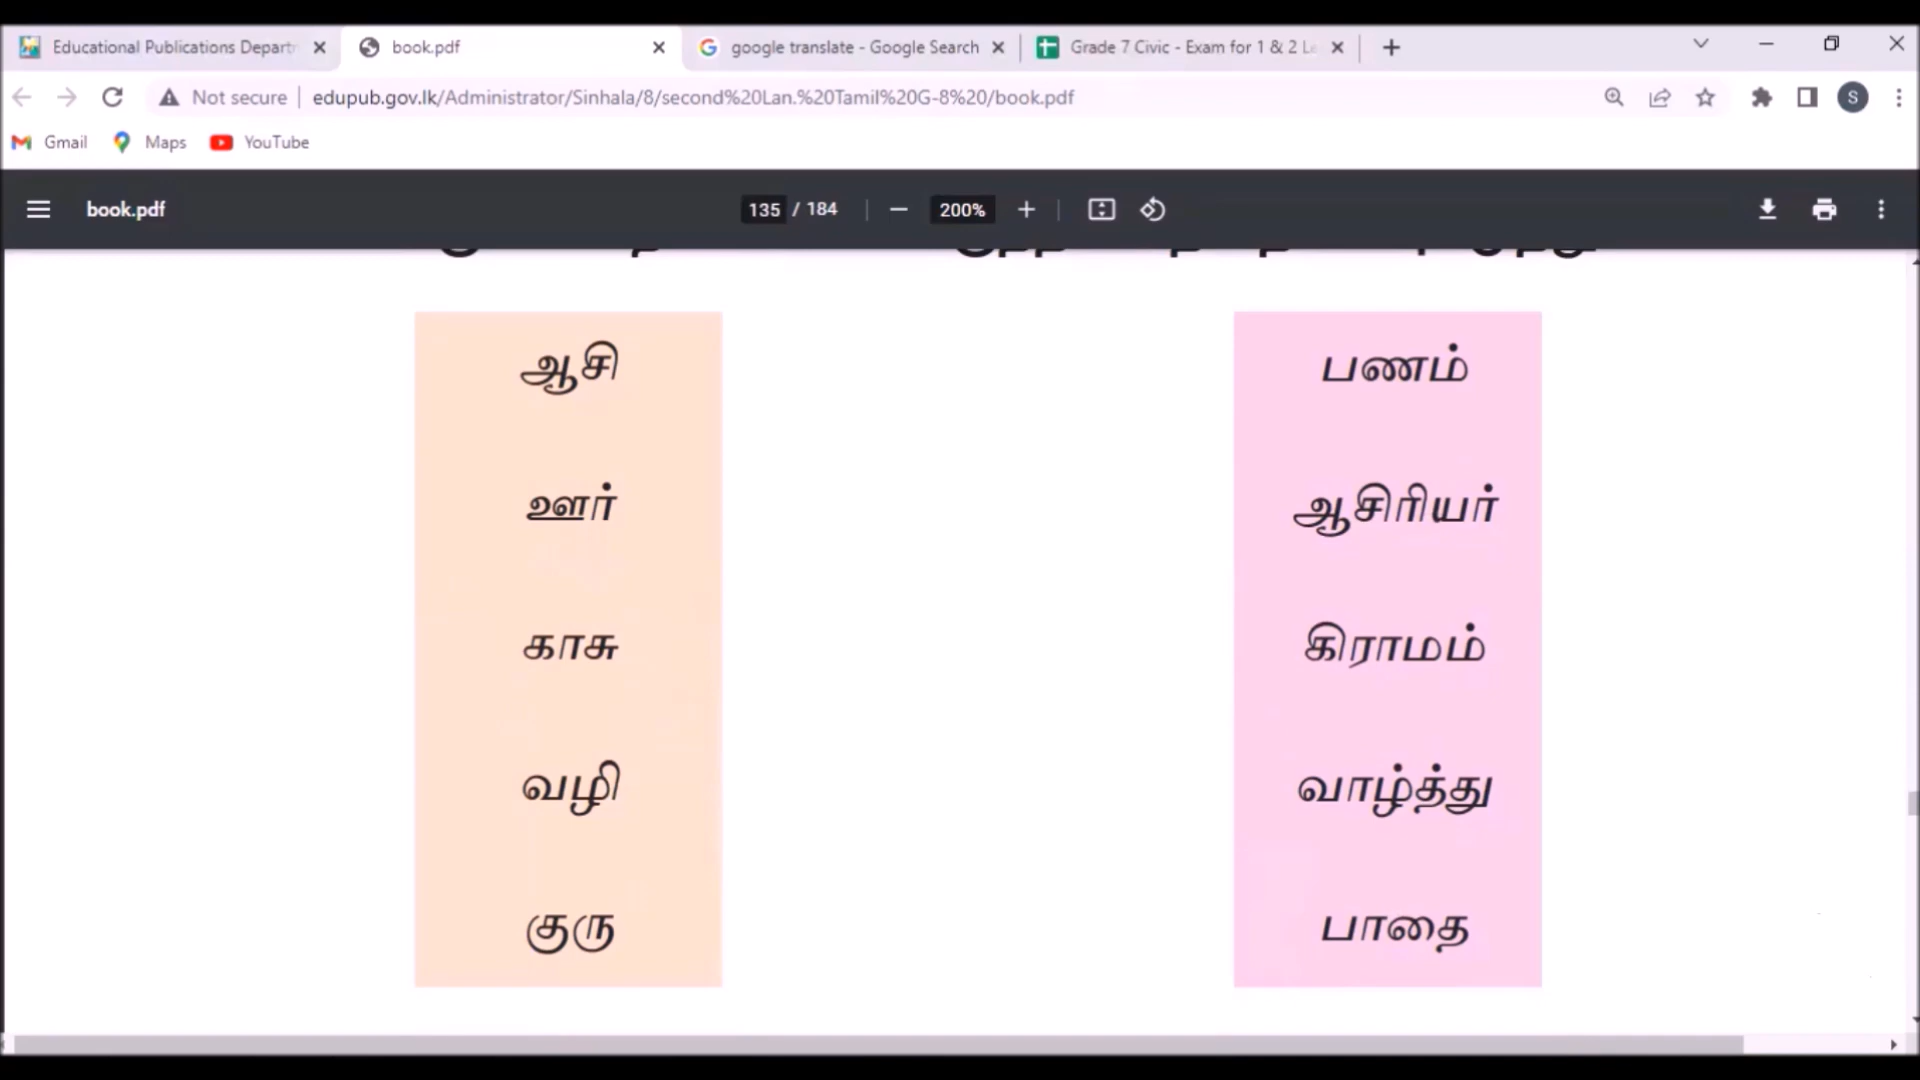 Educational Publications Departr
book.pdf
google translate - Google Search
Grade 7 Civic - Exam for 1 & 2 Le
Not secure
edupub.gov.lk/Administrator/Sinhala/8/second%20Lan.%20Tamil%20G-8%20/book.pdf
S
Gmail
Maps
YouTube
book.pdf
135 / 184
200%
ஆசி பணம்
ஊர் ஆசிரியர்
காசு கிராமம்
வழி வாழ்த்து
குரு பாதை